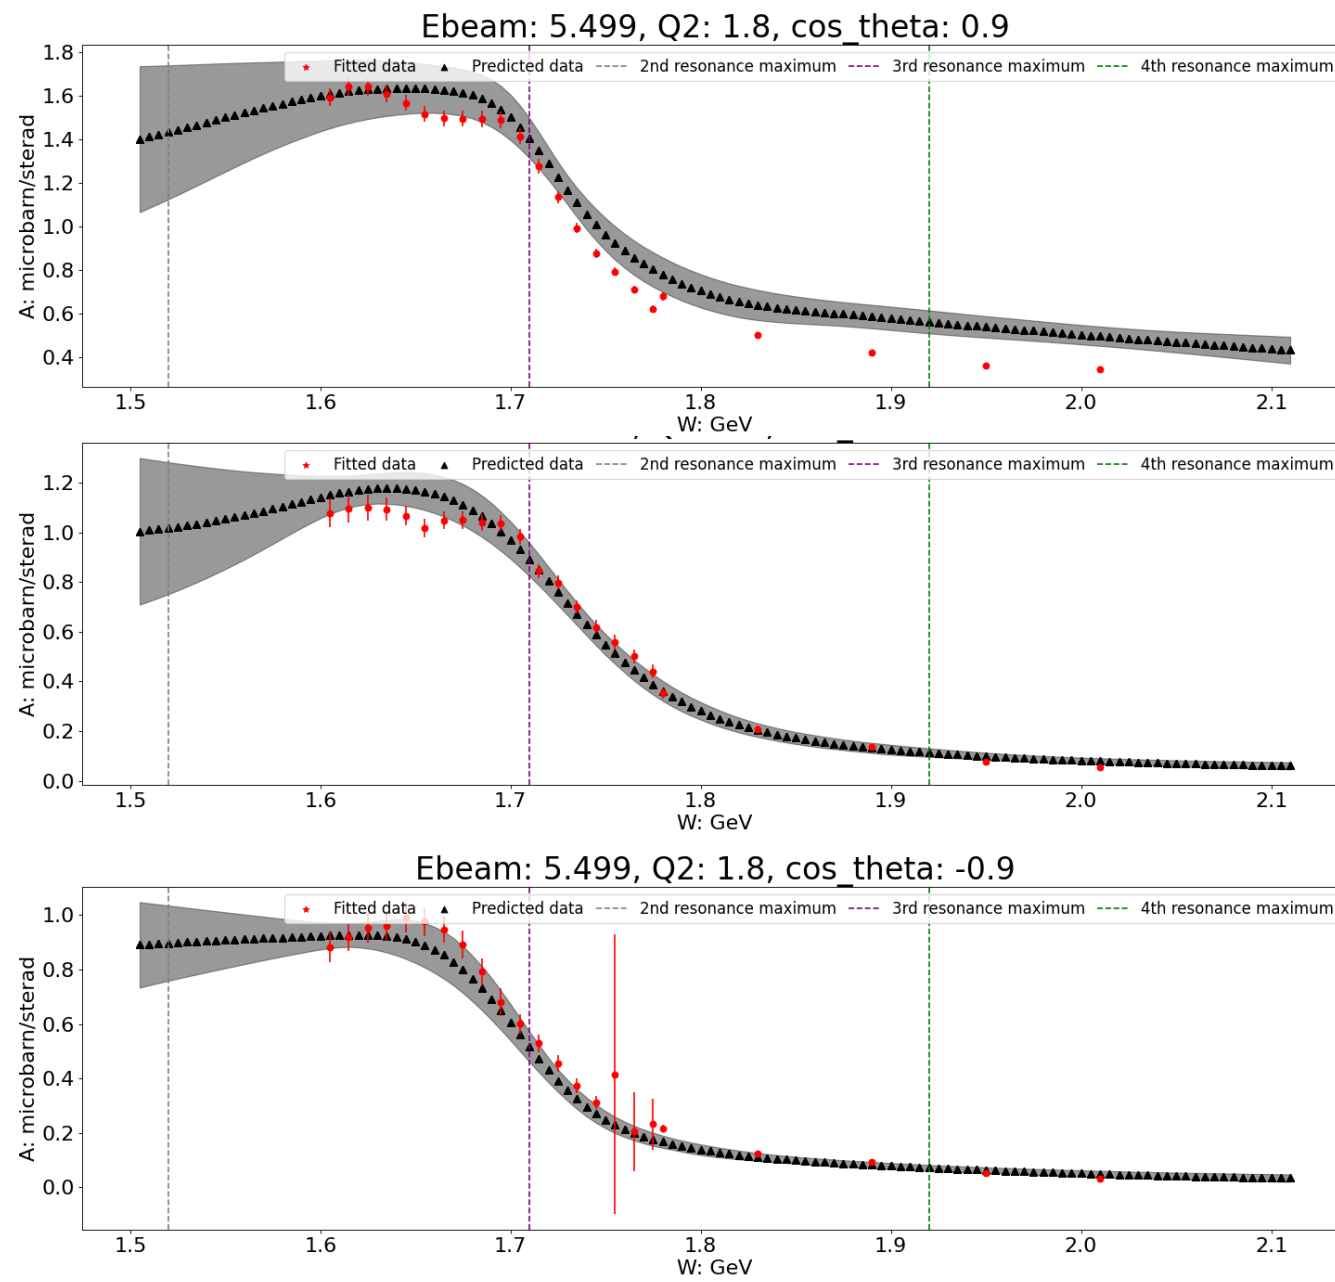 Ebeam: 5.499, Q2: 1.8, cos_theta: 0.9
Fitted data Predicted data 2nd resonance maximum 3rd resonance maximum 4th resonance maximum
A: microbarn/sterad
1.8
1.6
1.4
1.2
1.0
0.8
0.6
0.4
1.5 1.6 1.7 1.8 1.9 2.0 2.1
W: GeV
Fitted data Predicted data 2nd resonance maximum 3rd resonance maximum 4th resonance maximum
A: microbarn/sterad
1.2
1.0
0.8
0.6
0.4
0.2
0.0
1.5 1.6 1.7 1.8 1.9 2.0 2.1
W: GeV
Ebeam: 5.499, Q2: 1.8, cos_theta: -0.9
Fitted data Predicted data 2nd resonance maximum 3rd resonance maximum 4th resonance maximum
A: microbarn/sterad
1.0
0.8
0.6
0.4
0.2
0.0
1.5 1.6 1.7 1.8 1.9 2.0 2.1
W: GeV